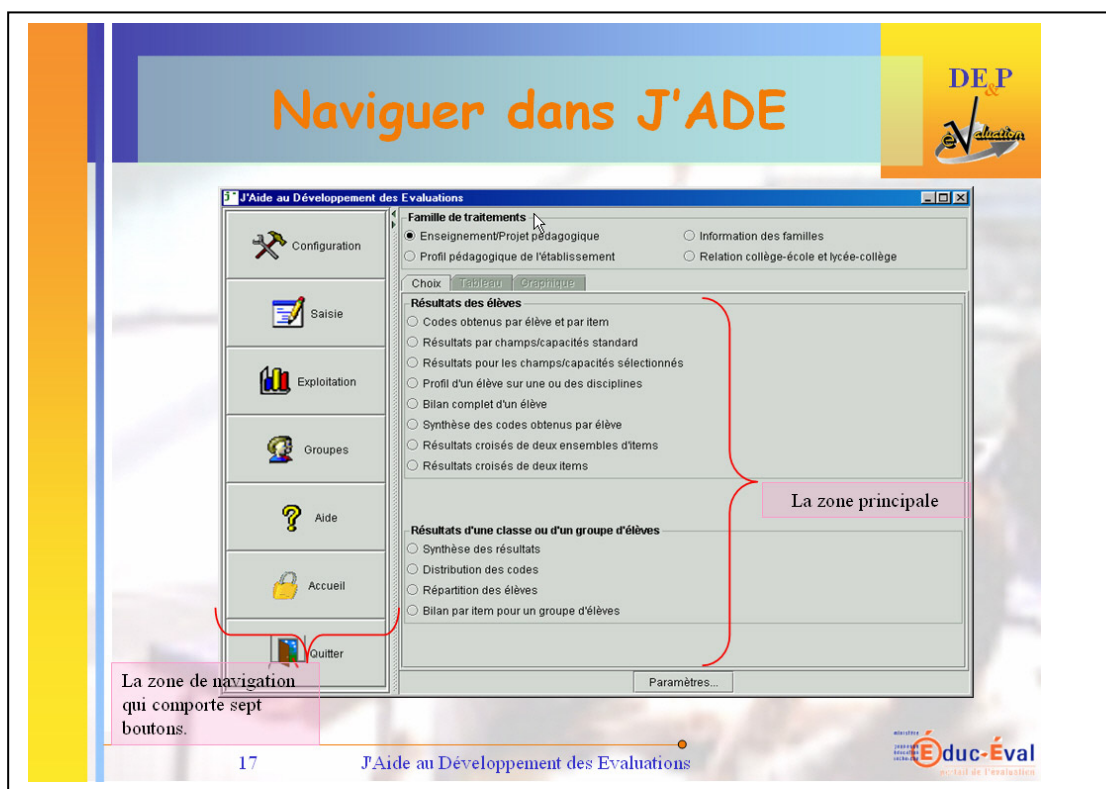 Naviguer dans J'ADE
DE&P
èValuation
J'Aide au Développement des Evaluations
Configuration
Saisie
Exploitation
Groupes
Aide
Accueil
Quitter
Famille de traitements
Enseignement/Projet pédagogique
Information des familles
Profil pédagogique de l'établissement
Relation collège-école et lycée-collège
Choix
Tableau
Graphique
Résultats des élèves
Codes obtenus par élève et par item
Résultats par champs/capacités standard
Résultats pour les champs/capacités sélectionnés
Profil d'un élève sur une ou des disciplines
Bilan complet d'un élève
Synthèse des codes obtenus par élève
Résultats croisés de deux ensembles d'items
Résultats croisés de deux items
La zone principale
Résultats d'une classe ou d'un groupe d'élèves
Synthèse des résultats
Distribution des codes
Répartition des élèves
Bilan par item pour un groupe d'élèves
Paramètres...
La zone de navigation
qui comporte sept
boutons.
17
J'Aide au Développement des Evaluations
Éduc-Éval
portail de l'évaluation